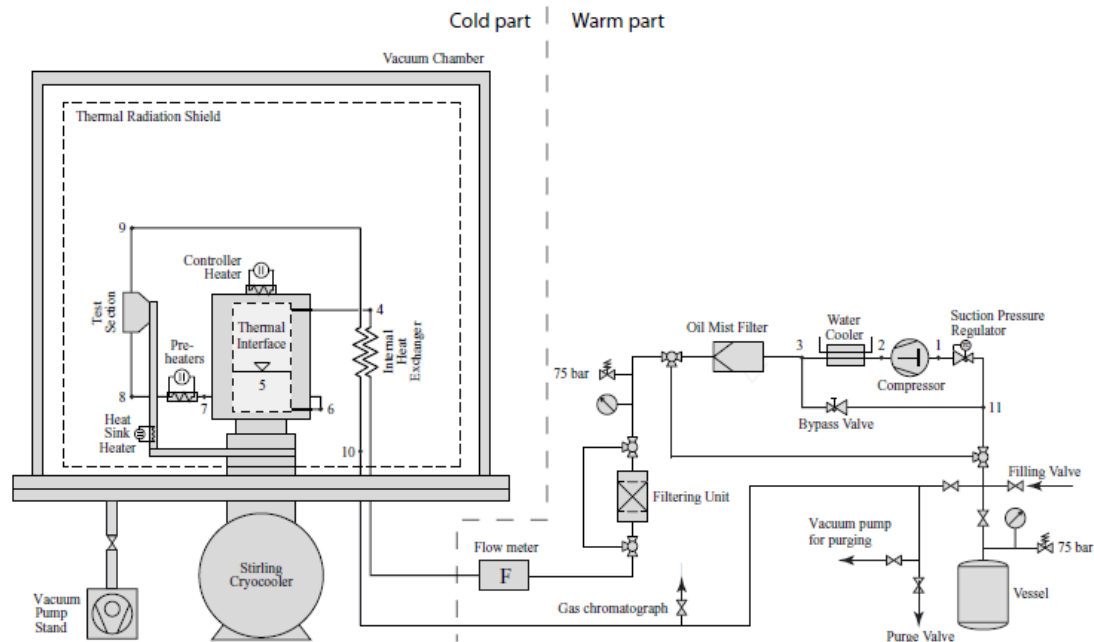 Cold part
Warm part
Vacuum Chamber
Thermal Radiation Shield
9
Controller
Heater
4
Test
Section
Pre-
heaters
Thermal
Interface
5
Internal
Heat
Exchanger
8
7
6
Heat
Sink
Heater
10
Oil Mist Filter
Water
Cooler
Suction Pressure
Regulator
3
2
1
Compressor
75 bar
Bypass Valve
11
Filtering Unit
Filling Valve
Vacuum pump
for purging
75 bar
Flow meter
F
Stirling
Cryocooler
Gas chromatograph
Vessel
Vacuum
Pump
Stand
Purge Valve